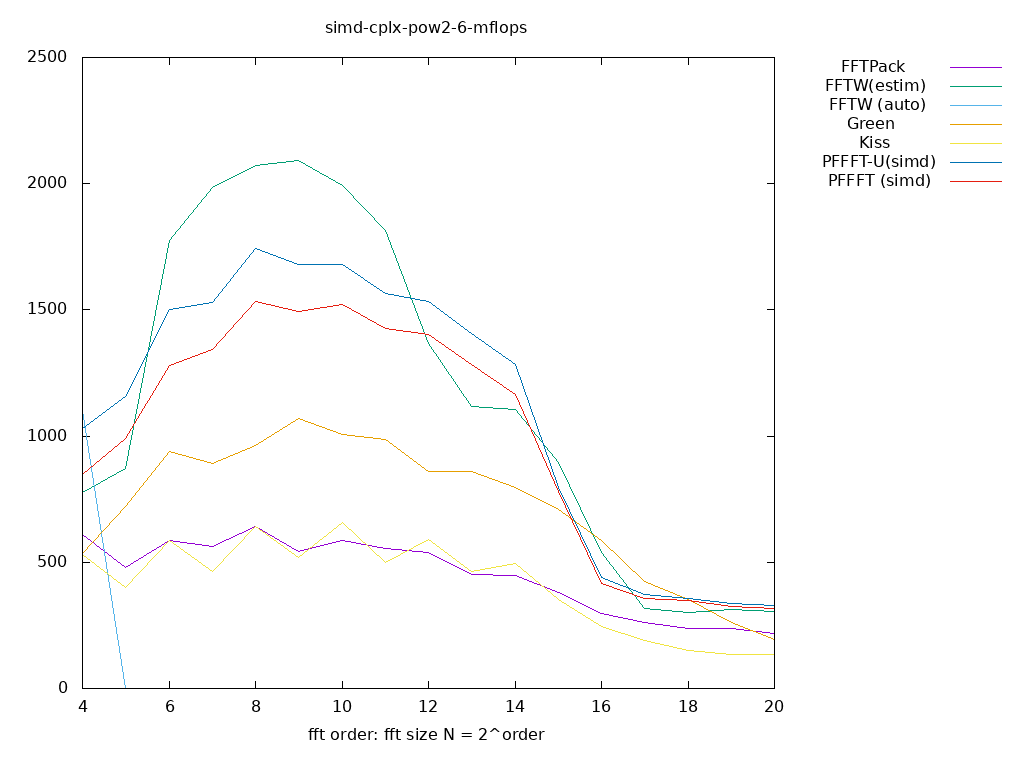 simd-cplx-pow2-6-mflops
FFTPack
FFTW(estim)
FFTW (auto)
Green
Kiss
PFFFT-U(simd)
PFFFT (simd)
2500
2000
1500
1000
500
0
4 6 8 10 12 14 16 18 20
fft order: fft size N = 2^order